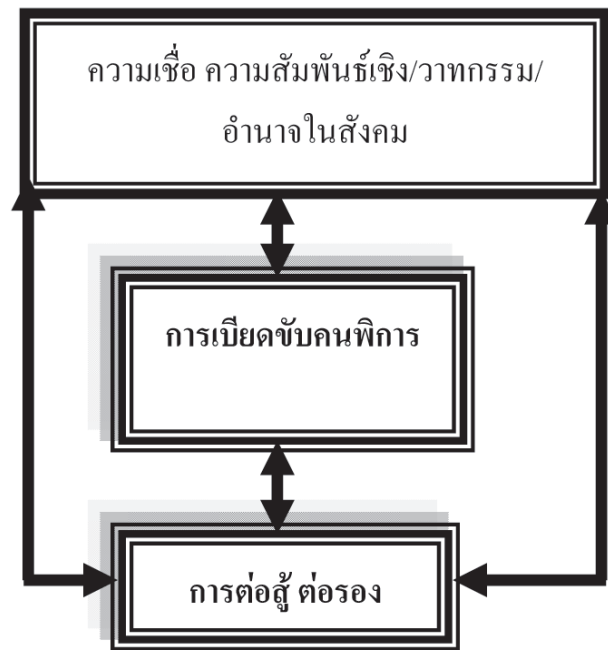 ความเชื่อ ความสัมพันธ์เชิง/วาทกรรม/
อำนาจในสังคม
การเบียดขับคนพิการ
การต่อสู้ ต่อรอง